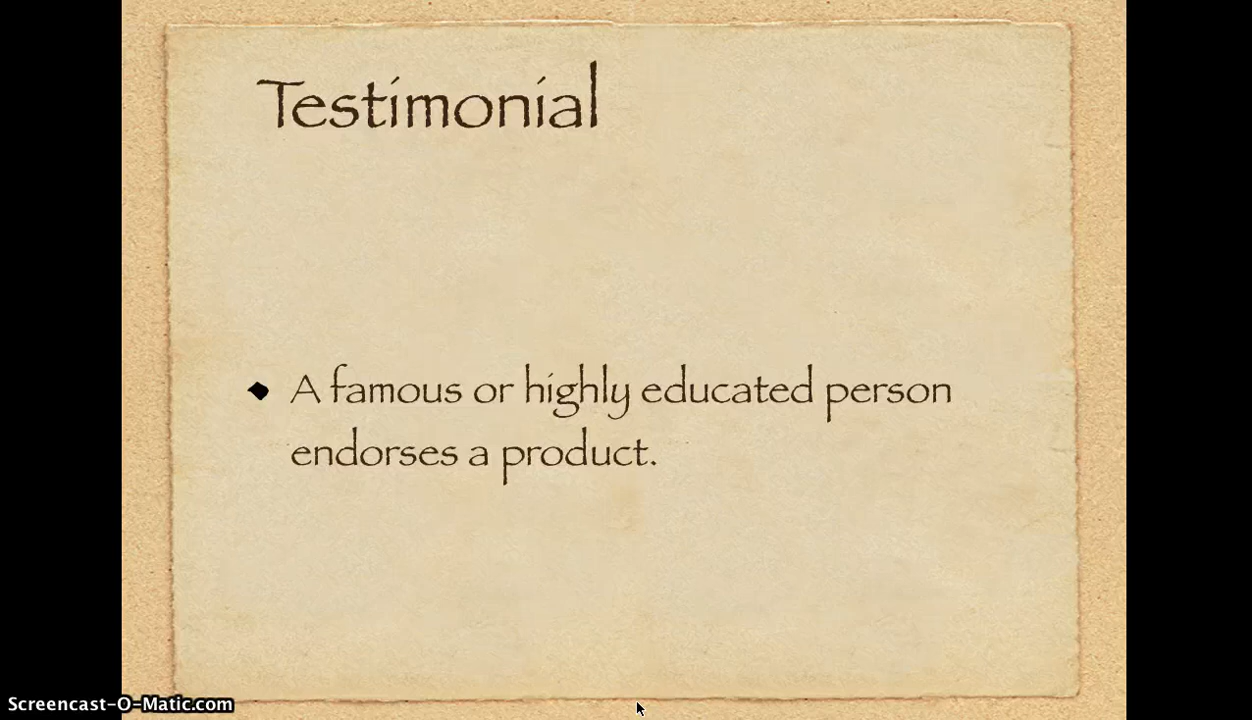 Testimonial
A famous or highly educated person
endorses a product.
Screencast-O-Matic.com